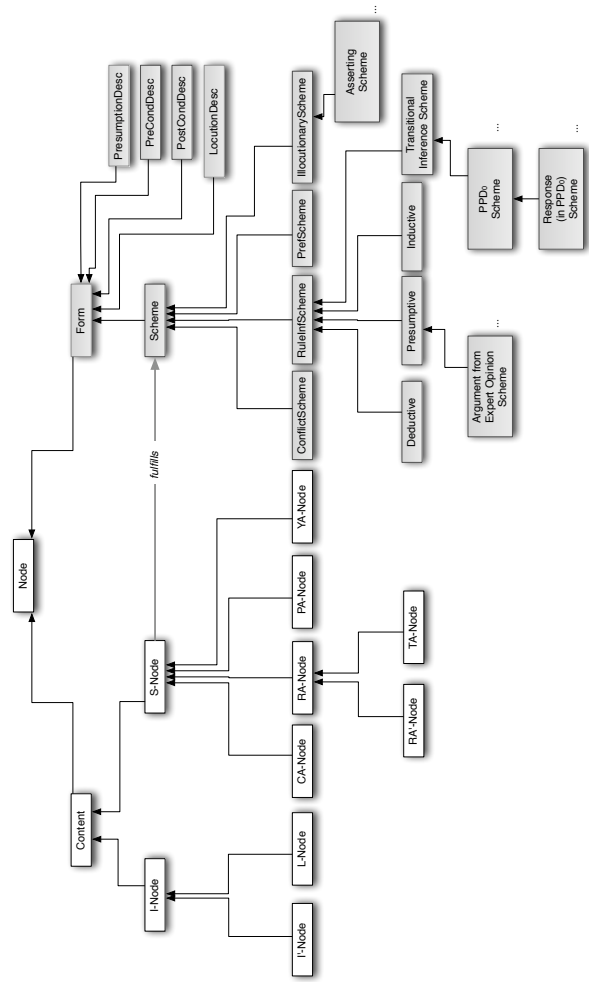 Node
Content
Form
PresumptionDesc
PreCondDesc
PostCondDesc
LocutionDesc
I-Node
S-Node
fulfills
Scheme
I'-Node
L-Node
CA-Node
RA-Node
PA-Node
YA-Node
ConflictScheme
RuleInfScheme
PrefScheme
IllocutionaryScheme
Asserting
Scheme
...
RA'-Node
TA-Node
Deductive
Presumptive
Inductive
Transitional
Inference Scheme
Argument from
Expert Opinion
Scheme
...
PPD0
Scheme
...
Response
(in PPD0)
Scheme
...